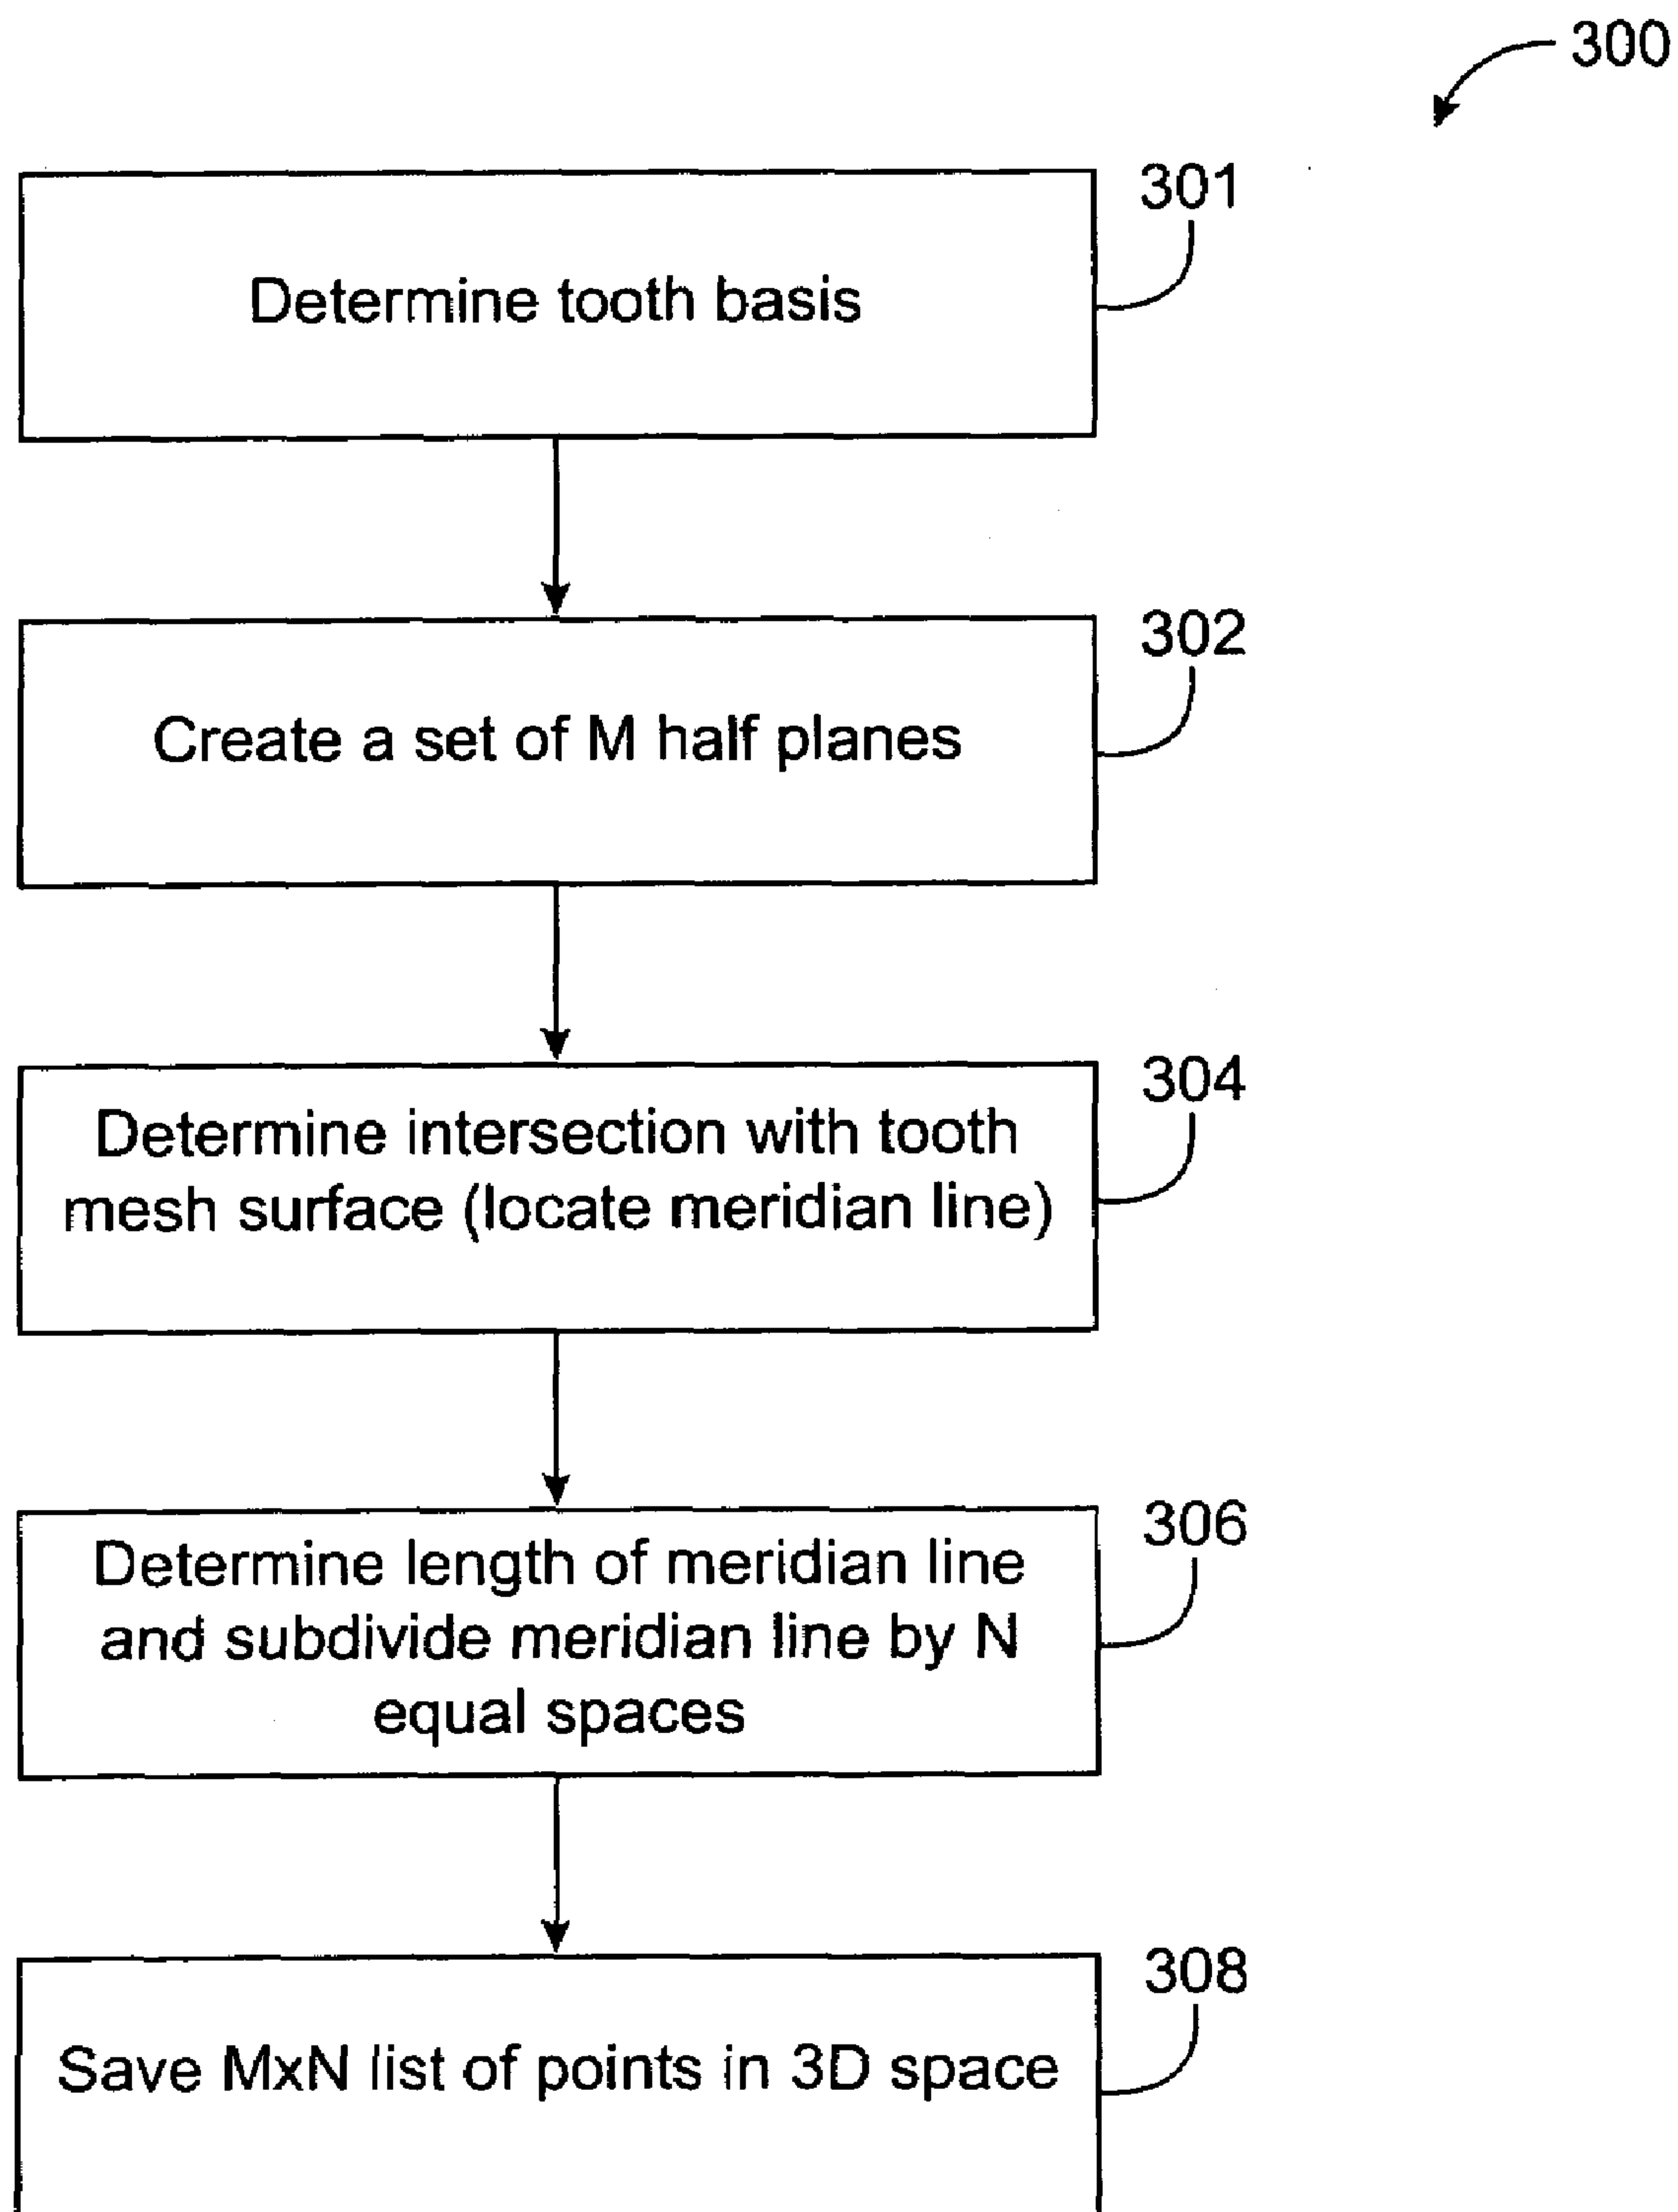 300
301
Determine tooth basis
302
Create a set of M half planes
304
Determine intersection with tooth
mesh surface (locate meridian line)
306
Determine length of meridian line
and subdivide meridian line by N
equal spaces
308
Save MxN list of points in 3D space